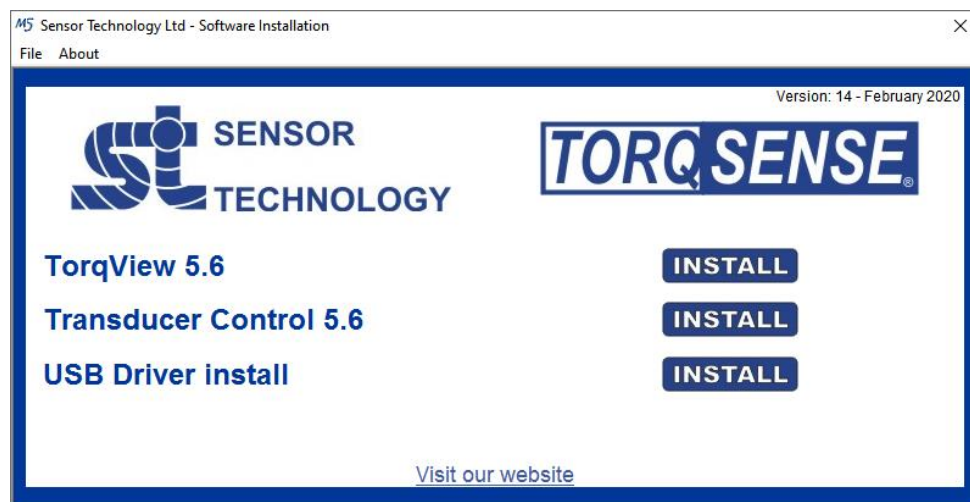 M5 Sensor Technology Ltd - Software Installation
File About
Version: 14 - February 2020
st SENSOR
TECHNOLOGY
TORQSENSE®
TorqView 5.6 INSTALL
Transducer Control 5.6 INSTALL
USB Driver install INSTALL
Visit our website